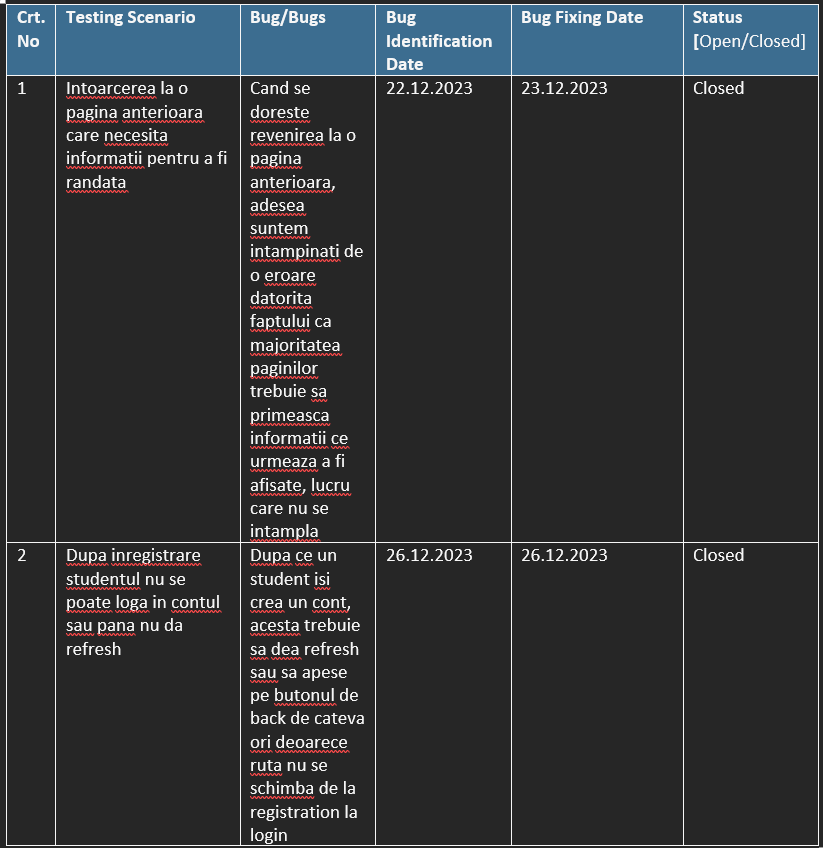 Crt. No
Testing Scenario
Bug/Bugs
Bug Identification Date
Bug Fixing Date
Status [Open/Closed]
1
Intoarcerea la o
pagina anterioara
care necesita
informatii pentru a fi
randata
Cand se
doreste
revenirea la o
pagina
anterioara,
adesea
suntem
intampinati de
o eroare
datorita
faptului ca
majoritatea
paginilor
trebuie sa
primeasca
informatii ce
urmeaza a fi
afisate, lucru
care nu se
intampla
22.12.2023
23.12.2023
Closed
2
Dupa inregistrare
studentul nu se
poate loga in contul
sau pana nu da
refresh
Dupa ce un
student isi
crea un cont,
acesta trebuie
sa dea refresh
sau sa apese
pe butonul de
back de cateva
ori deoarece
ruta nu se
schimba de la
registration la
login
26.12.2023
26.12.2023
Closed